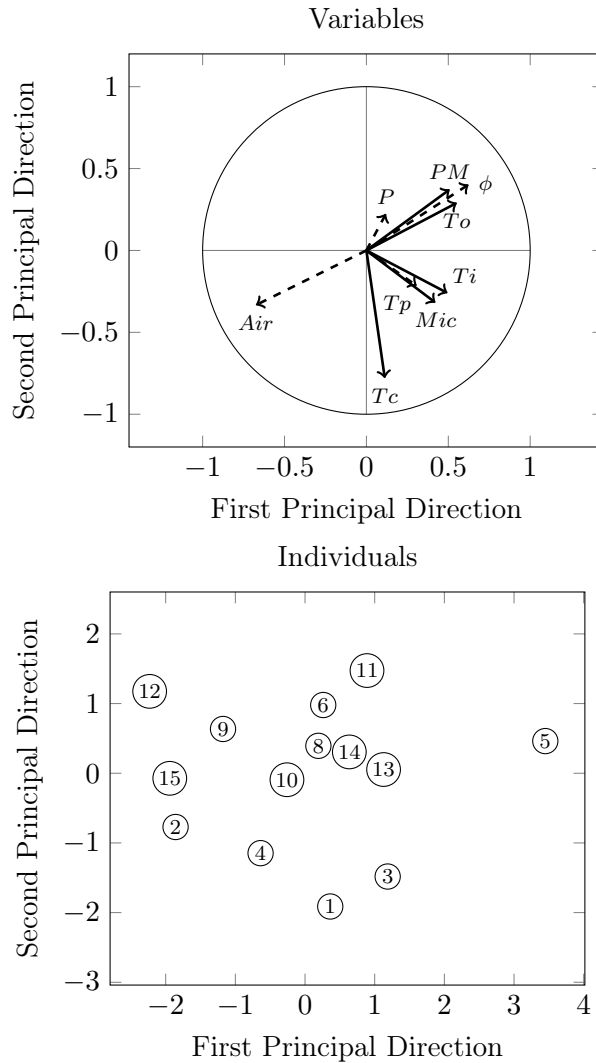 Variables
1
0.5
0
−0.5
−1
−1 −0.5 0 0.5 1
Second Principal Direction
First Principal Direction
P
PM
ϕ
To
Ti
Tp
Mic
Air
Tc
Individuals
2
1
0
−1
−2
−3
−2 −1 0 1 2 3 4
Second Principal Direction
First Principal Direction
11
12
6
9
8
14
5
13
15
10
2
4
3
1